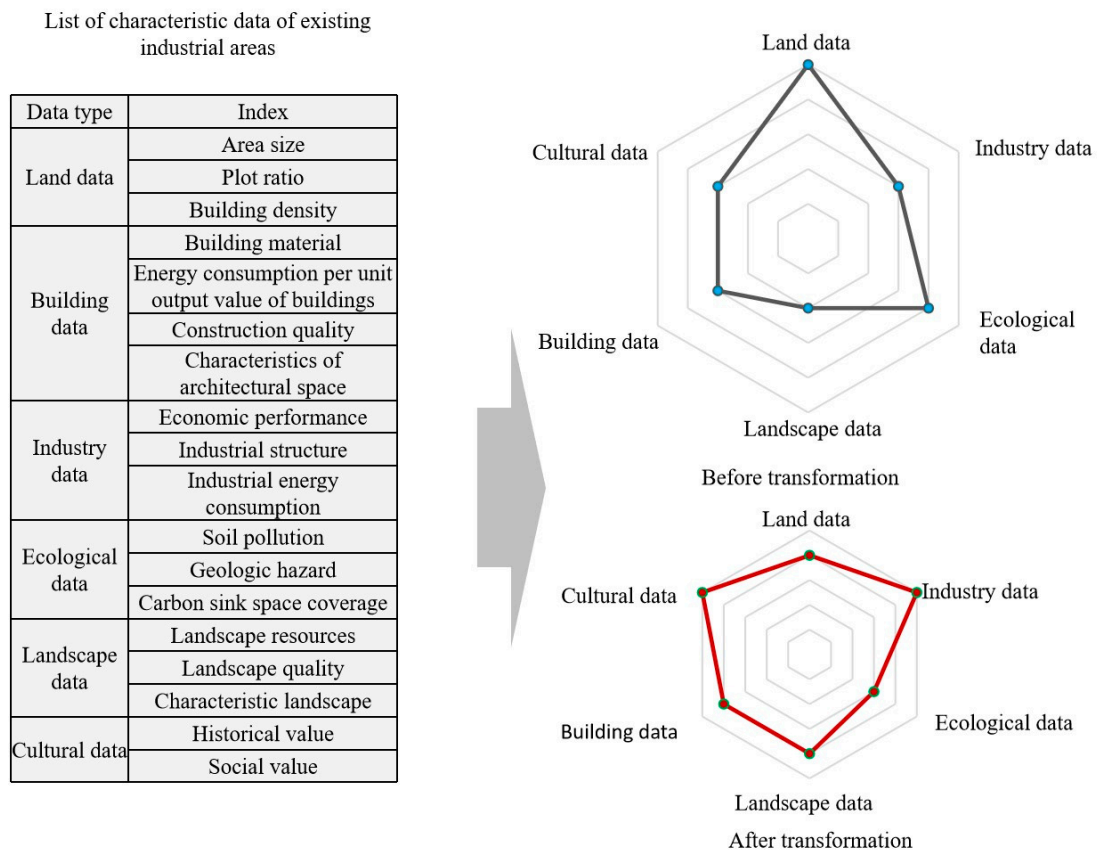 List of characteristic data of existing
industrial areas
Data type
Index
Land data
Area size
Plot ratio
Building density
Building
data
Building material
Energy consumption per unit
output value of buildings
Construction quality
Characteristics of
architectural space
Industry
data
Economic performance
Industrial structure
Industrial energy
consumption
Ecological
data
Soil pollution
Geologic hazard
Carbon sink space coverage
Landscape
data
Landscape resources
Landscape quality
Characteristic landscape
Cultural data
Historical value
Social value
Land data
Cultural data
Industry data
Building data
Ecological
data
Landscape data
Before transformation
Land data
Cultural data
Industry data
Building data
Ecological data
Landscape data
After transformation